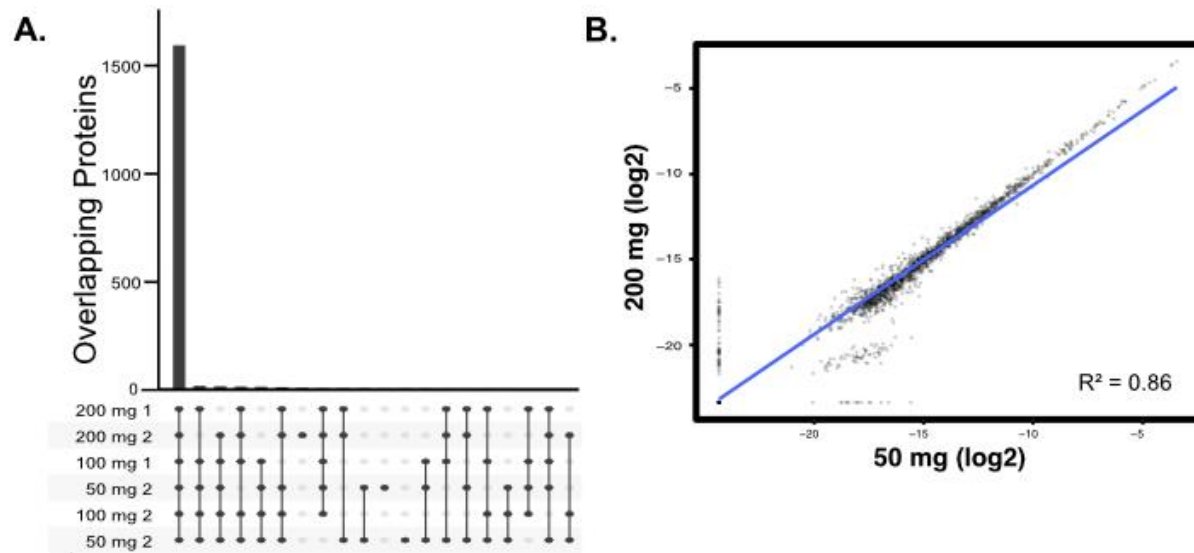 A.
Overlapping Proteins
1500
1000
500
0
200 mg 1
200 mg 2
100 mg 1
50 mg 2
100 mg 2
50 mg 2
B.
200 mg (log2)
−5
−10
−15
−20
R² = 0.86
−20 −15 −10 −5
50 mg (log2)